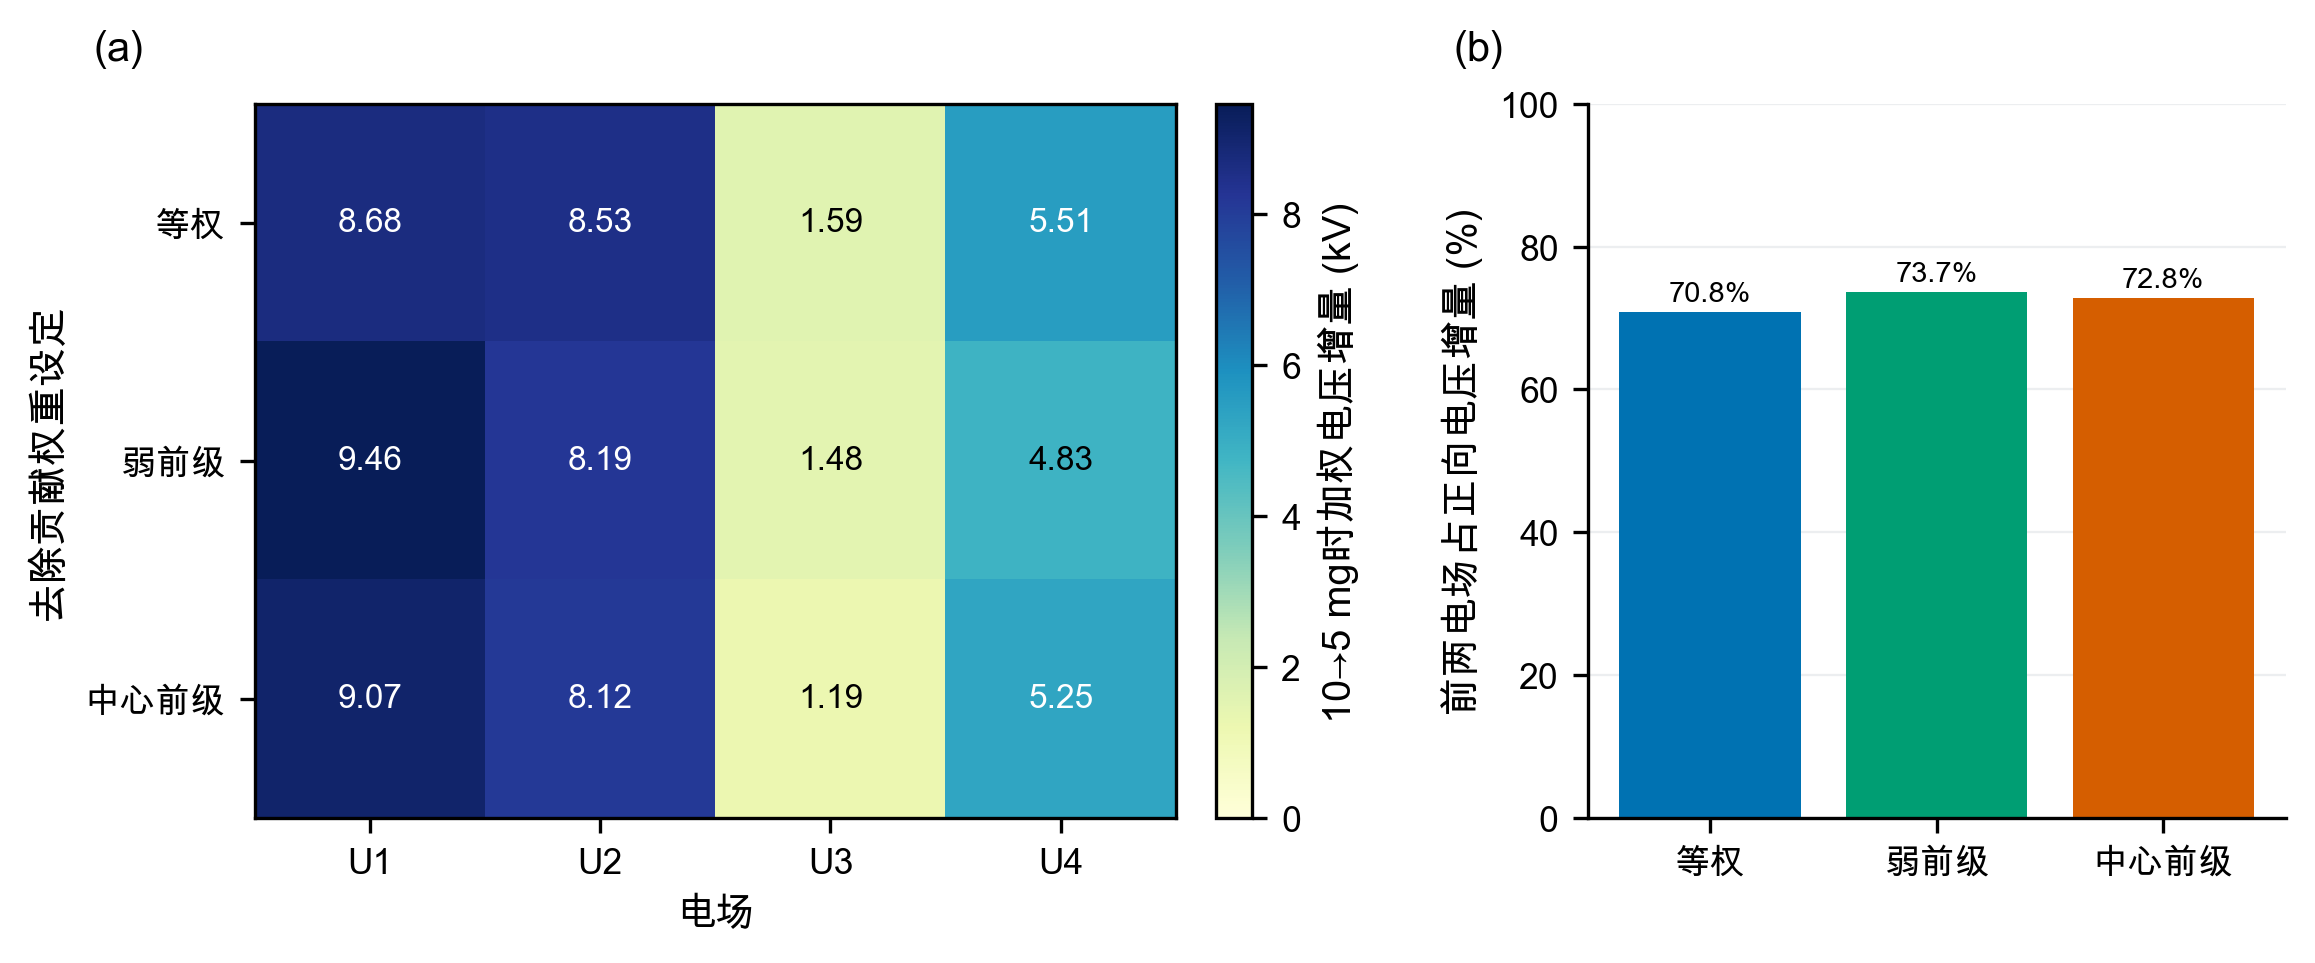 (a)
去除贡献权重设定
等权 8.68 8.53 1.59 5.51
弱前级 9.46 8.19 1.48 4.83
中心前级 9.07 8.12 1.19 5.25
U1 U2 U3 U4
电场
8
6
4
2
0
10→5 mg时加权电压增量 (kV)
(b)
前两电场占正向电压增量 (%)
100
80
60
40
20
0
70.8% 73.7% 72.8%
等权 弱前级 中心前级